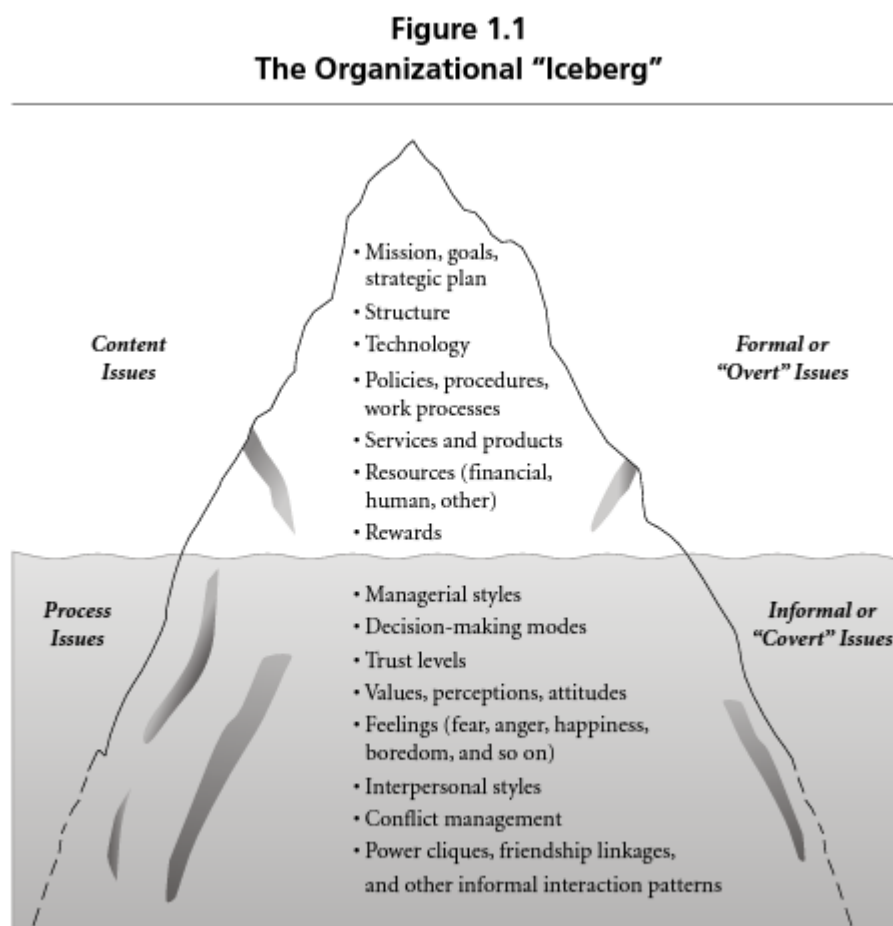 Figure 1.1
The Organizational “Iceberg”
• Mission, goals,
strategic plan
• Structure
• Technology
• Policies, procedures,
work processes
• Services and products
• Resources (financial,
human, other)
• Rewards
Content
Issues
Formal or
“Overt” Issues
Process
Issues
Informal or
“Covert” Issues
• Managerial styles
• Decision-making modes
• Trust levels
• Values, perceptions, attitudes
• Feelings (fear, anger, happiness,
boredom, and so on)
• Interpersonal styles
• Conflict management
• Power cliques, friendship linkages,
and other informal interaction patterns